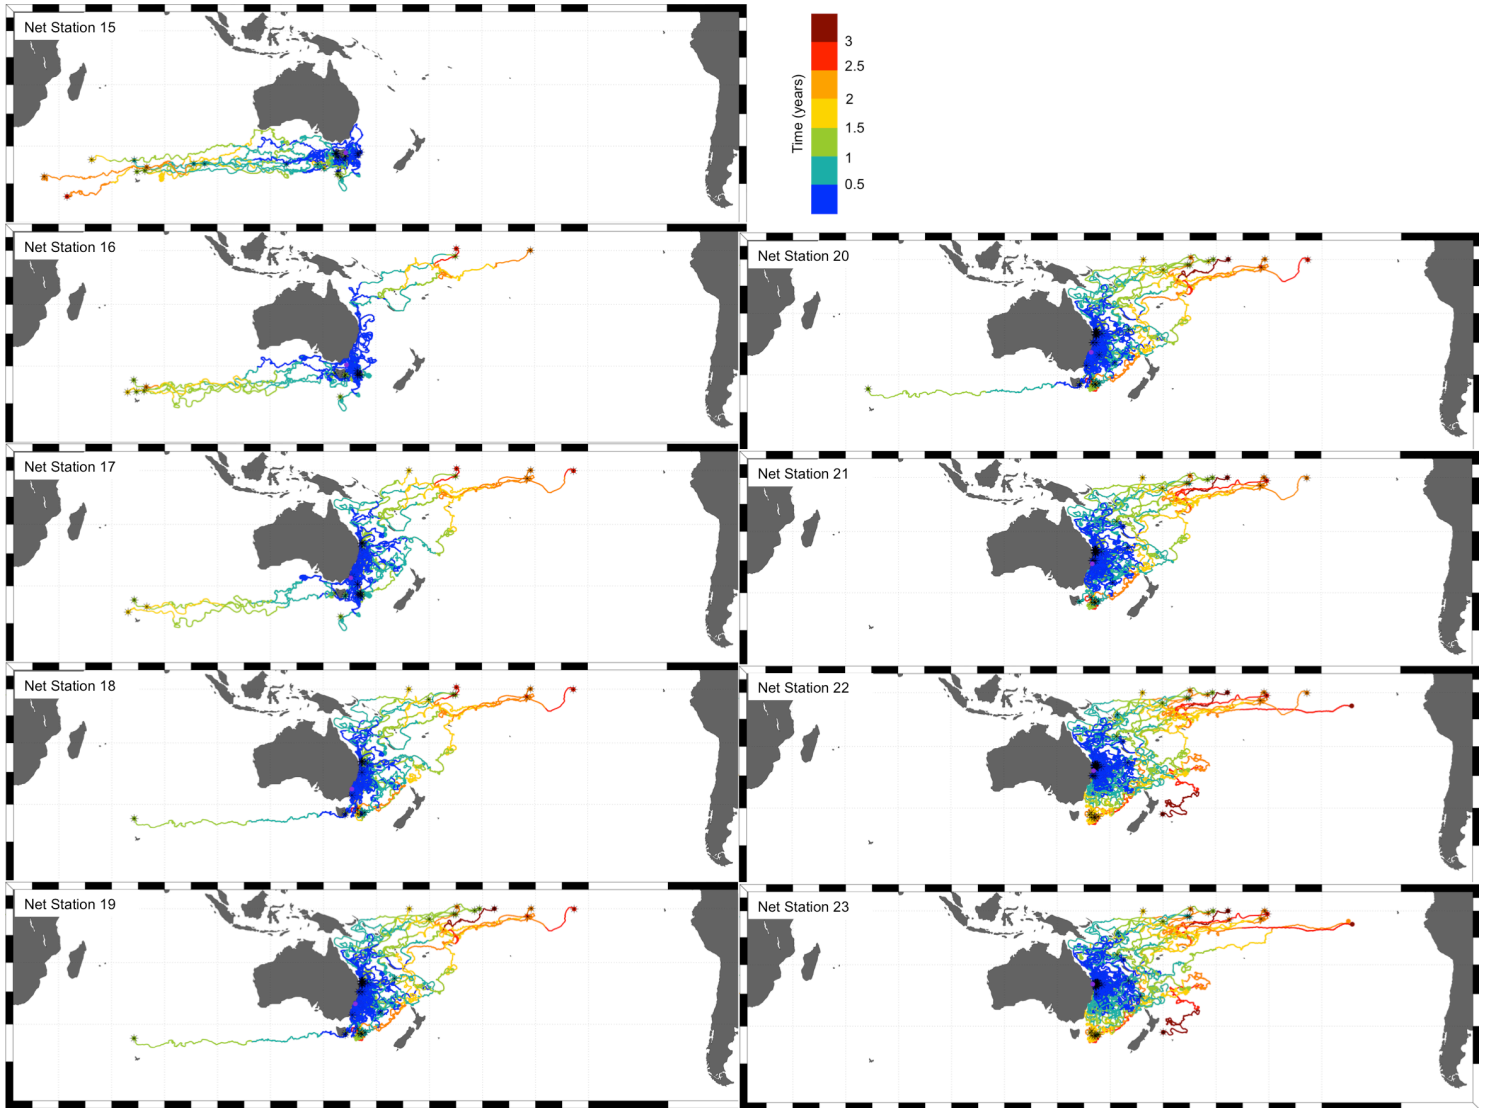 Net Station 15
Time (years)
3
2.5
2
1.5
1
0.5
Net Station 16
Net Station 17
Net Station 18
Net Station 19
Net Station 20
Net Station 21
Net Station 22
Net Station 23